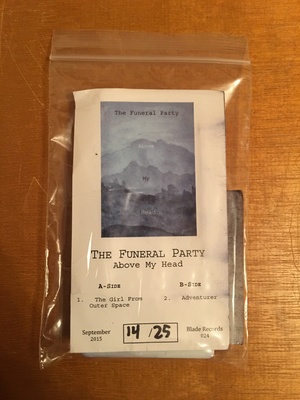 The Funeral Party
Above
My
Head
THE FUNERAL PARTY
Above My Head
A-SIDE
B-SIDE
1. The Girl From
Outer Space
2. Adventurer
September
2015
14/25
Blade Records
024